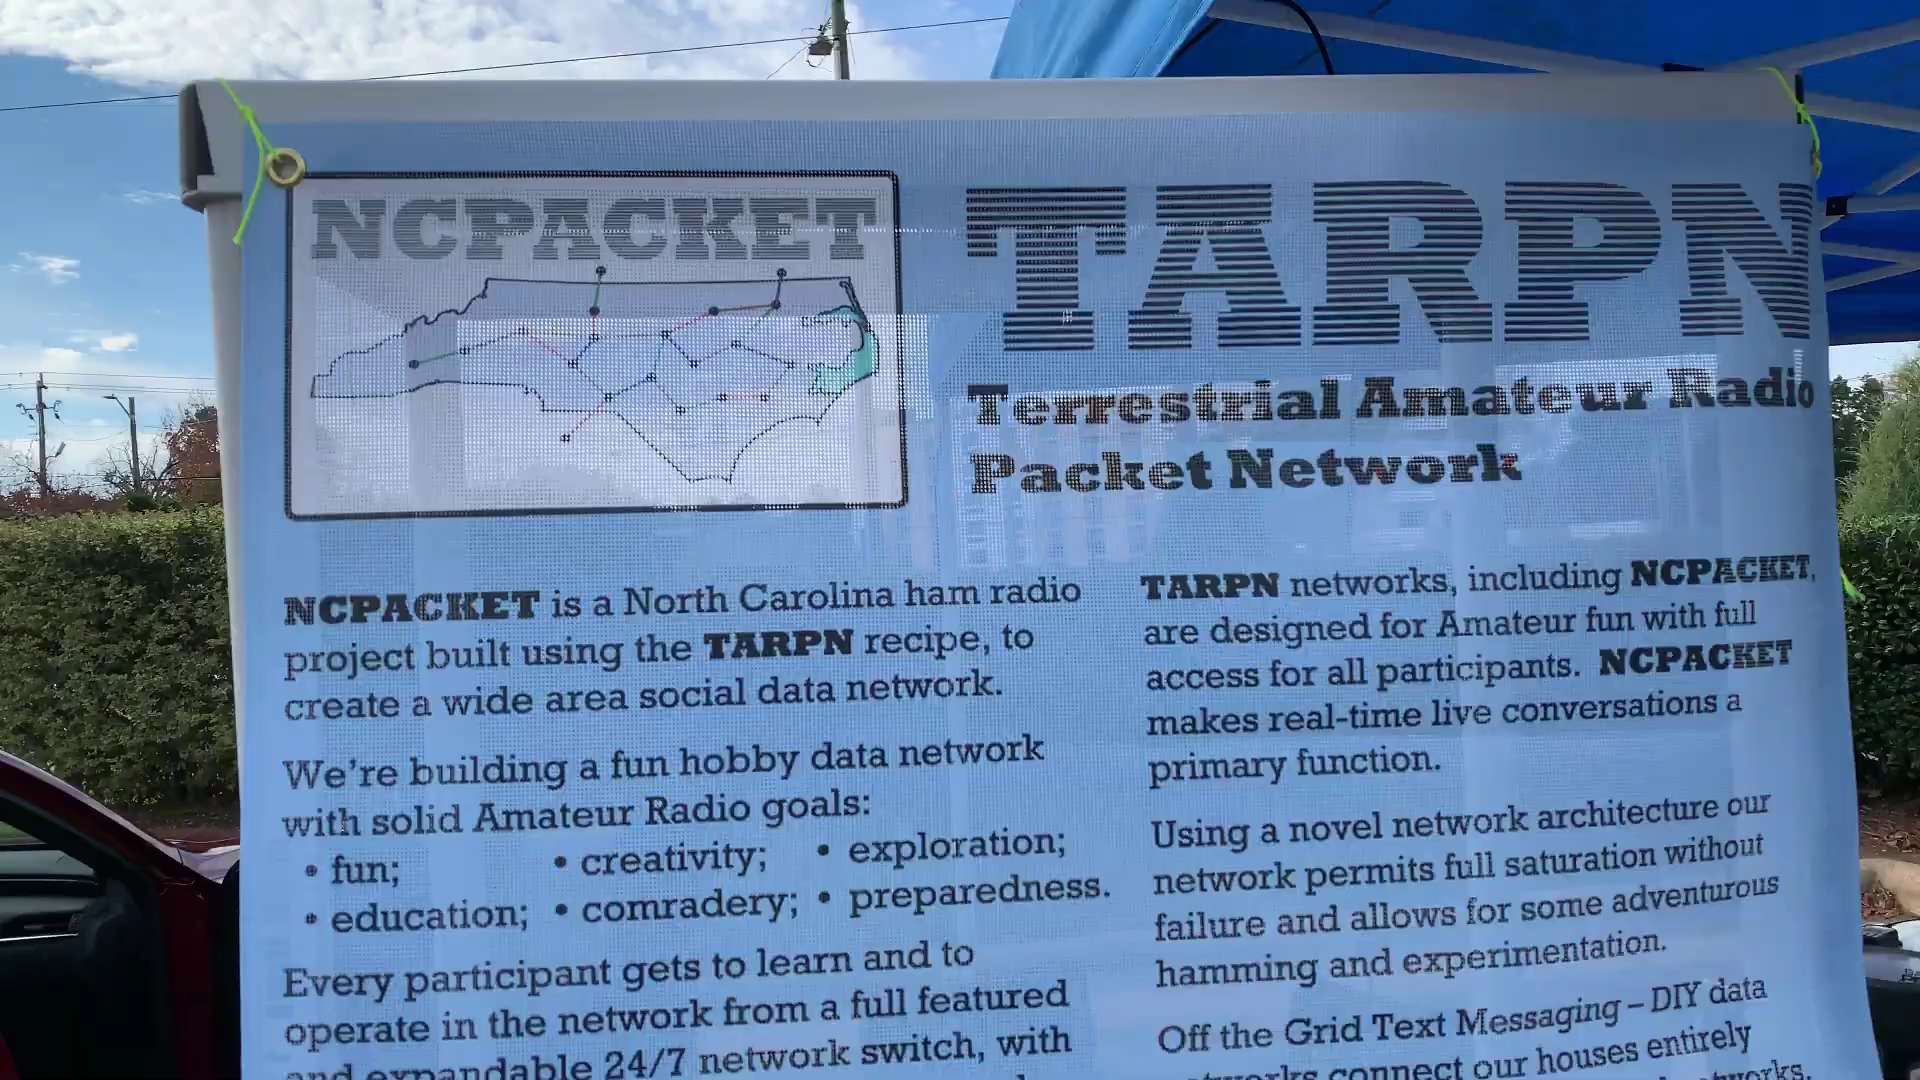 NCPACKET
TARPN
Terrestrial Amateur Radio
Packet Network
NCPACKET is a North Carolina ham radio
project built using the TARPN recipe, to
create a wide area social data network.
We're building a fun hobby data network
with solid Amateur Radio goals:
• fun; • creativity; • exploration;
• education; • comradery; • preparedness.
Every participant gets to learn and to
operate in the network from a full featured
and expandable 24/7 network switch, with
TARPN networks, including NCPACKET,
are designed for Amateur fun with full
access for all participants. NCPACKET
makes real-time live conversations a
primary function.
Using a novel network architecture our
network permits full saturation without
failure and allows for some adventurous
hamming and experimentation.
Off the Grid Text Messaging – DIY data
networks connect our houses entirely